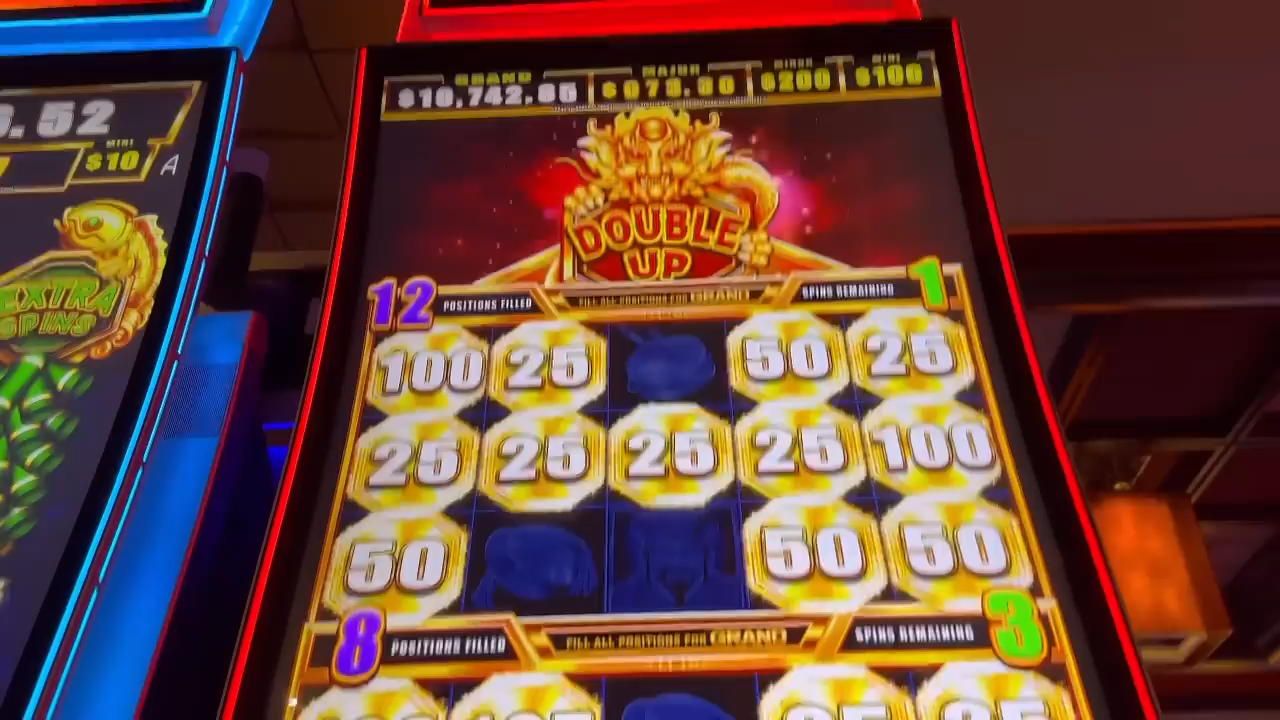 GRAND MAJOR MINOR MINI
$10,742.85 $200 $100
.52
MINI
$10
A
EXTRA
SPINS
DOUBLE
UP
12 POSITIONS FILLED FILL ALL POSITIONS FOR GRAND SPINS REMAINING 1
100 25 50 25
25 25 25 25 100
50 50 50
8 POSITIONS FILLED FILL ALL POSITIONS FOR GRAND SPINS REMAINING 3